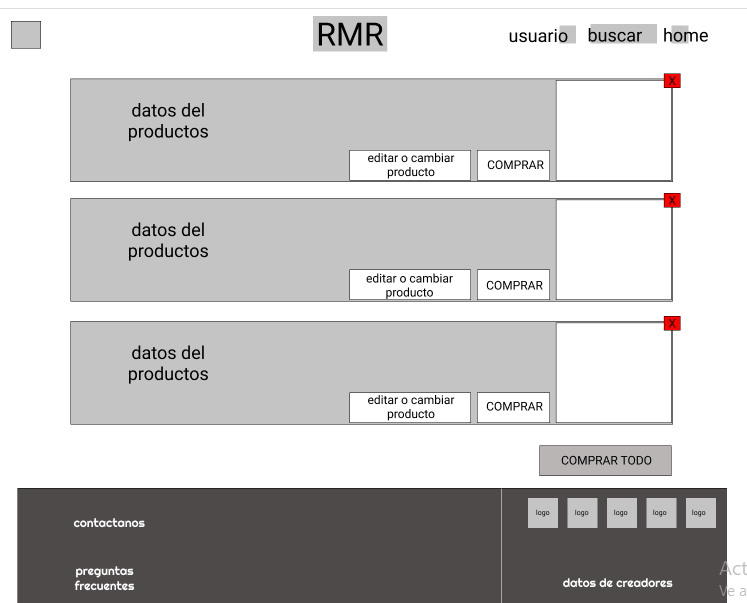 RMR
usuario buscar home
X
datos del
productos
editar o cambiar
producto
COMPRAR
X
datos del
productos
editar o cambiar
producto
COMPRAR
X
datos del
productos
editar o cambiar
producto
COMPRAR
COMPRAR TODO
logo logo logo logo logo
contactanos
preguntas
frecuentes
datos de creadores
Act
Ve a